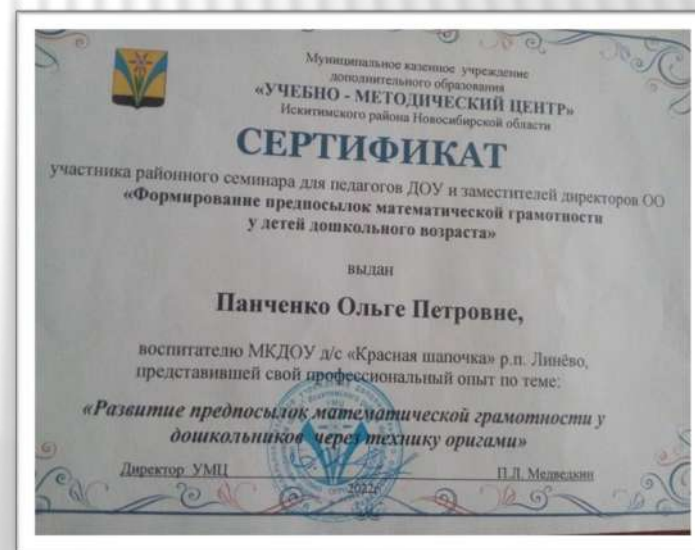 Муниципальное казенное учреждение
дополнительного образования
«УЧЕБНО - МЕТОДИЧЕСКИЙ ЦЕНТР»
Искитимского района Новосибирской области
СЕРТИФИКАТ
участника районного семинара для педагогов ДОУ и заместителей директоров ОО
«Формирование предпосылок математической грамотности
у детей дошкольного возраста»
выдан
Панченко Ольге Петровне,
воспитателю МКДОУ д/с «Красная шапочка» р.п. Линёво,
представившей свой профессиональный опыт по теме:
«Развитие предпосылок математической грамотности у
дошкольников через технику оригами»
Директор УМЦ П.Л. Медведкин
2022г